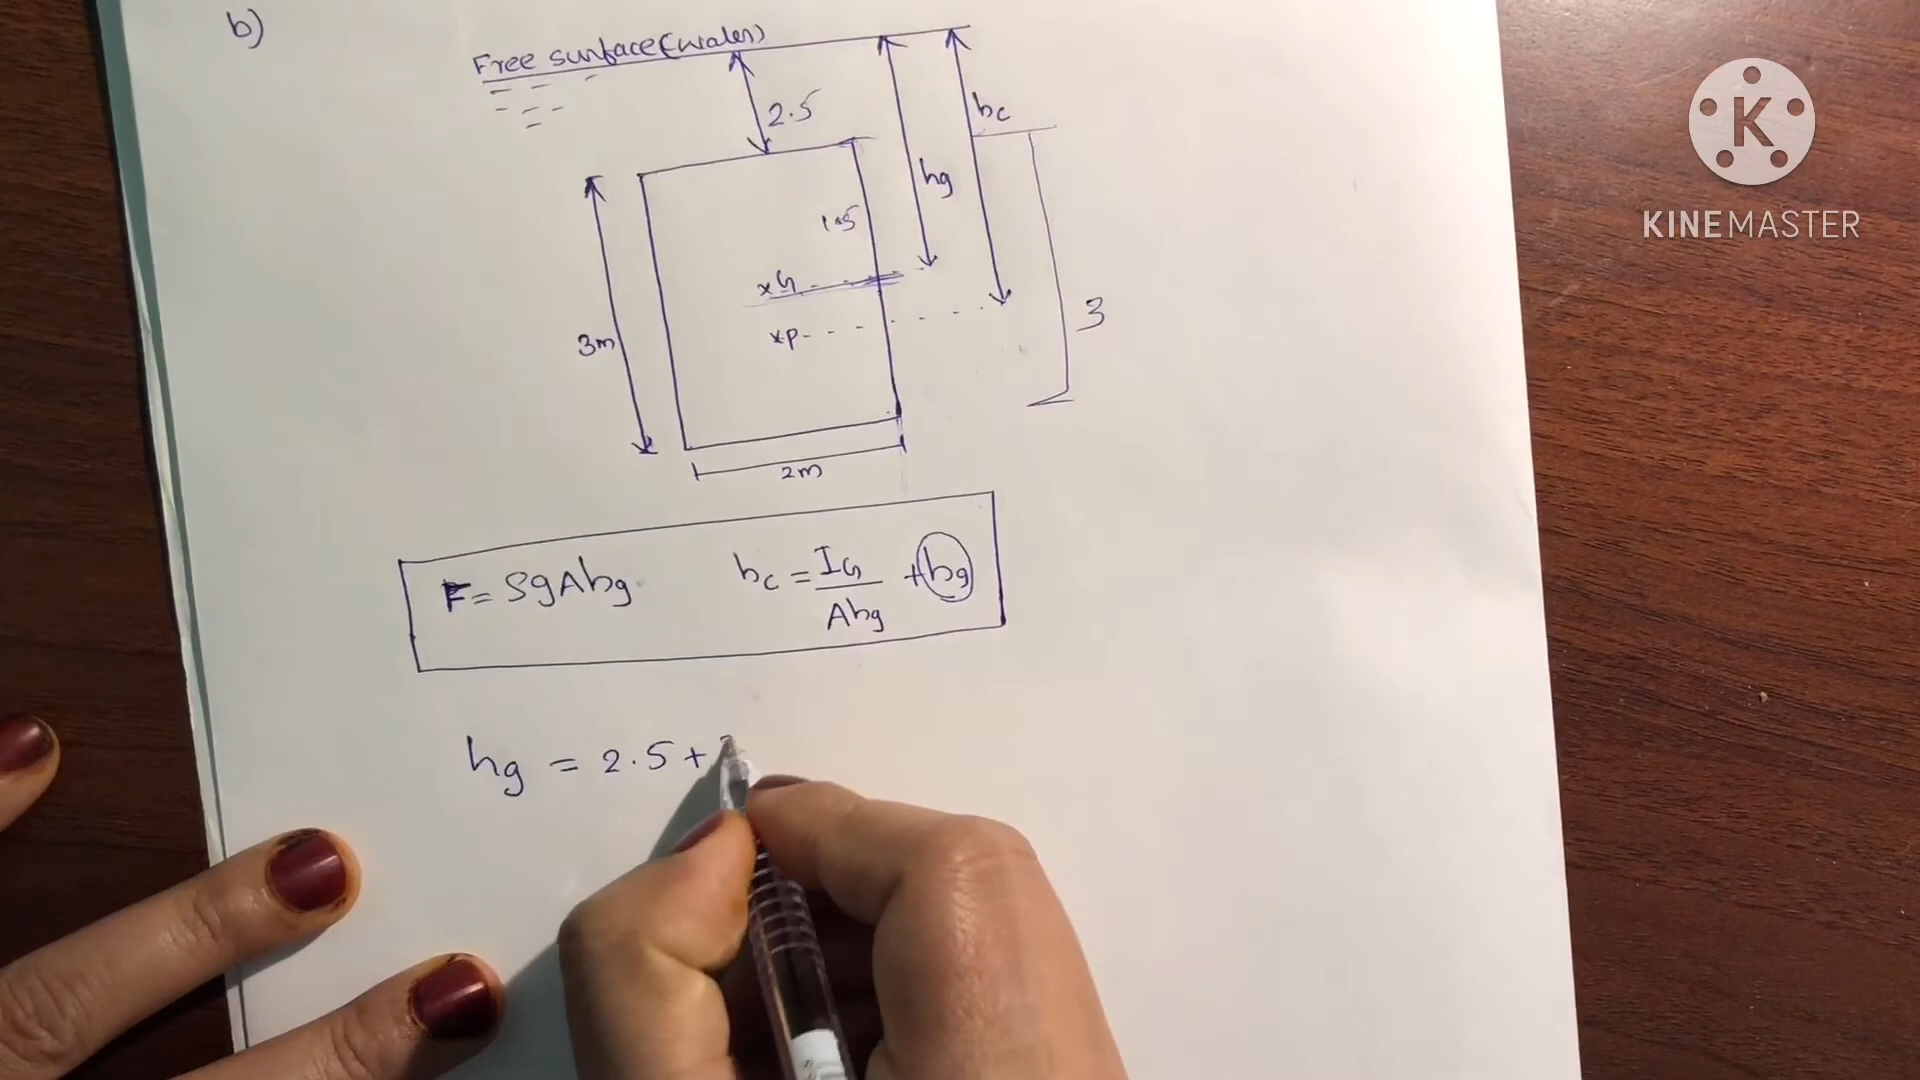 b)
Free surface(water)
2.5
hc
hg
1.5
xG
xP
3m
3
2m
F = ρgAhg
hc = IG / Ahg + hg
hg = 2.5 + 
K
KINEMASTER